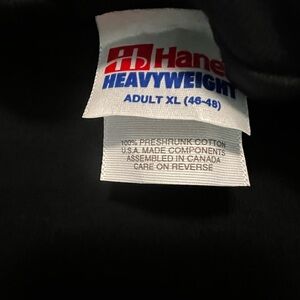 Hanes
HEAVYWEIGHT
ADULT XL (46-48)
100% PRESHRUNK COTTON
U.S.A. MADE COMPONENTS
ASSEMBLED IN CANADA
CARE ON REVERSE